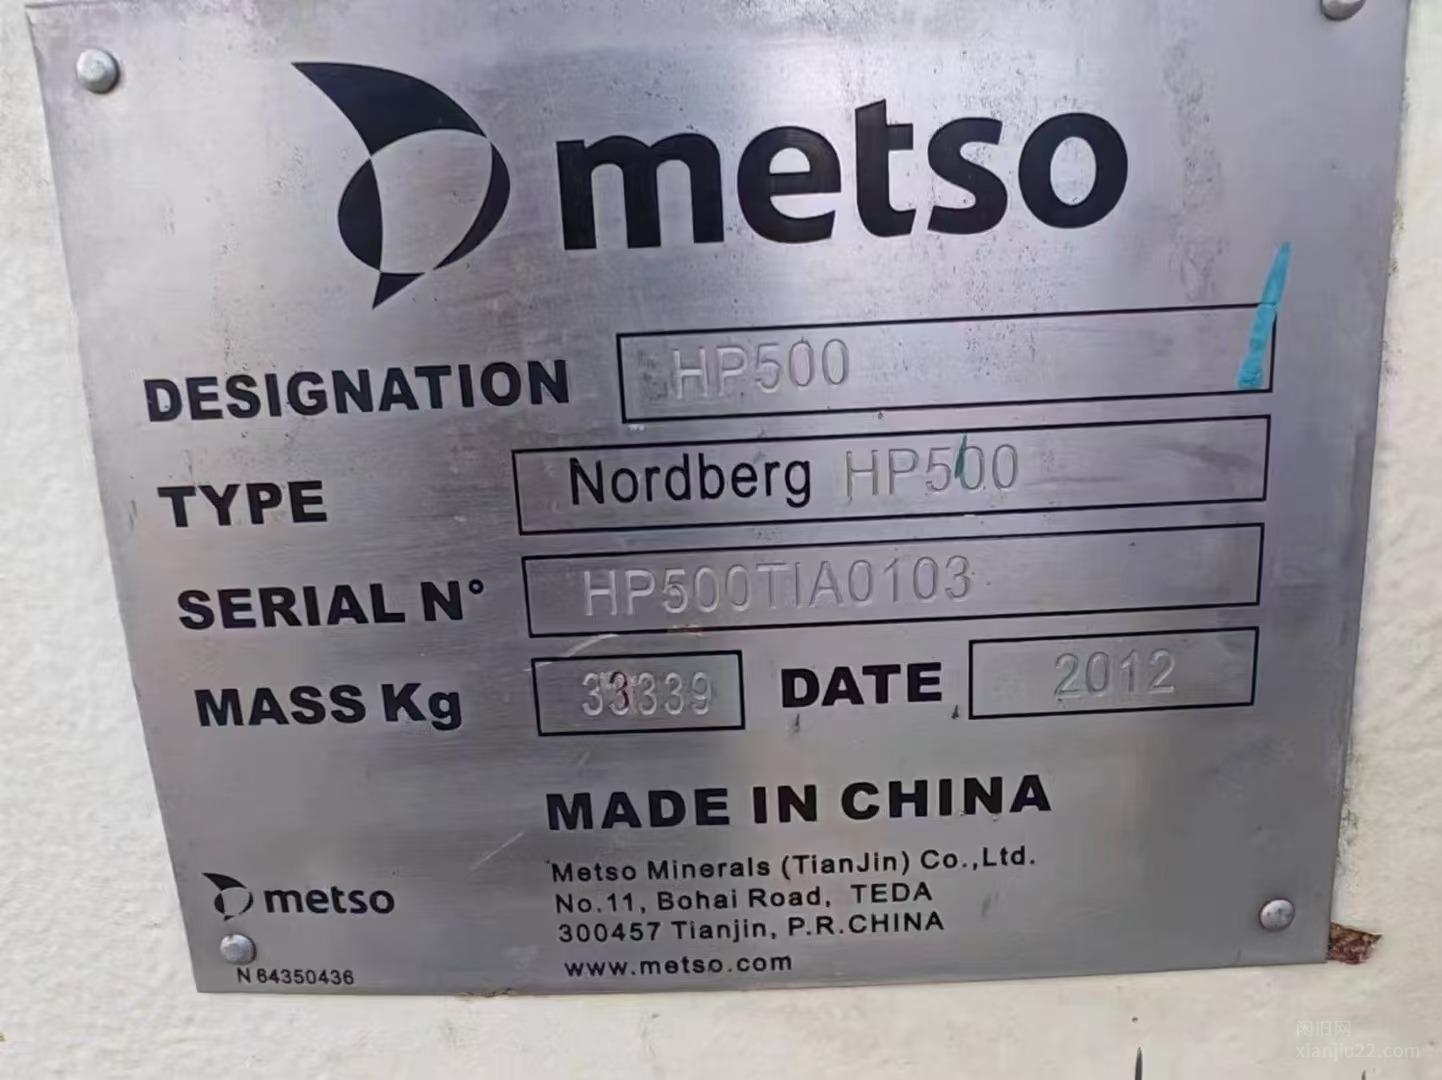 metso
DESIGNATION HP500
TYPE Nordberg HP500
SERIAL N° HP500TIA0103
MASS Kg 33339 DATE 2012
MADE IN CHINA
Metso Minerals (TianJin) Co.,Ltd.
No.11, Bohai Road, TEDA
300457 Tianjin, P.R.CHINA
www.metso.com
metso
N 64350436
闲旧网
xianjiu22.com